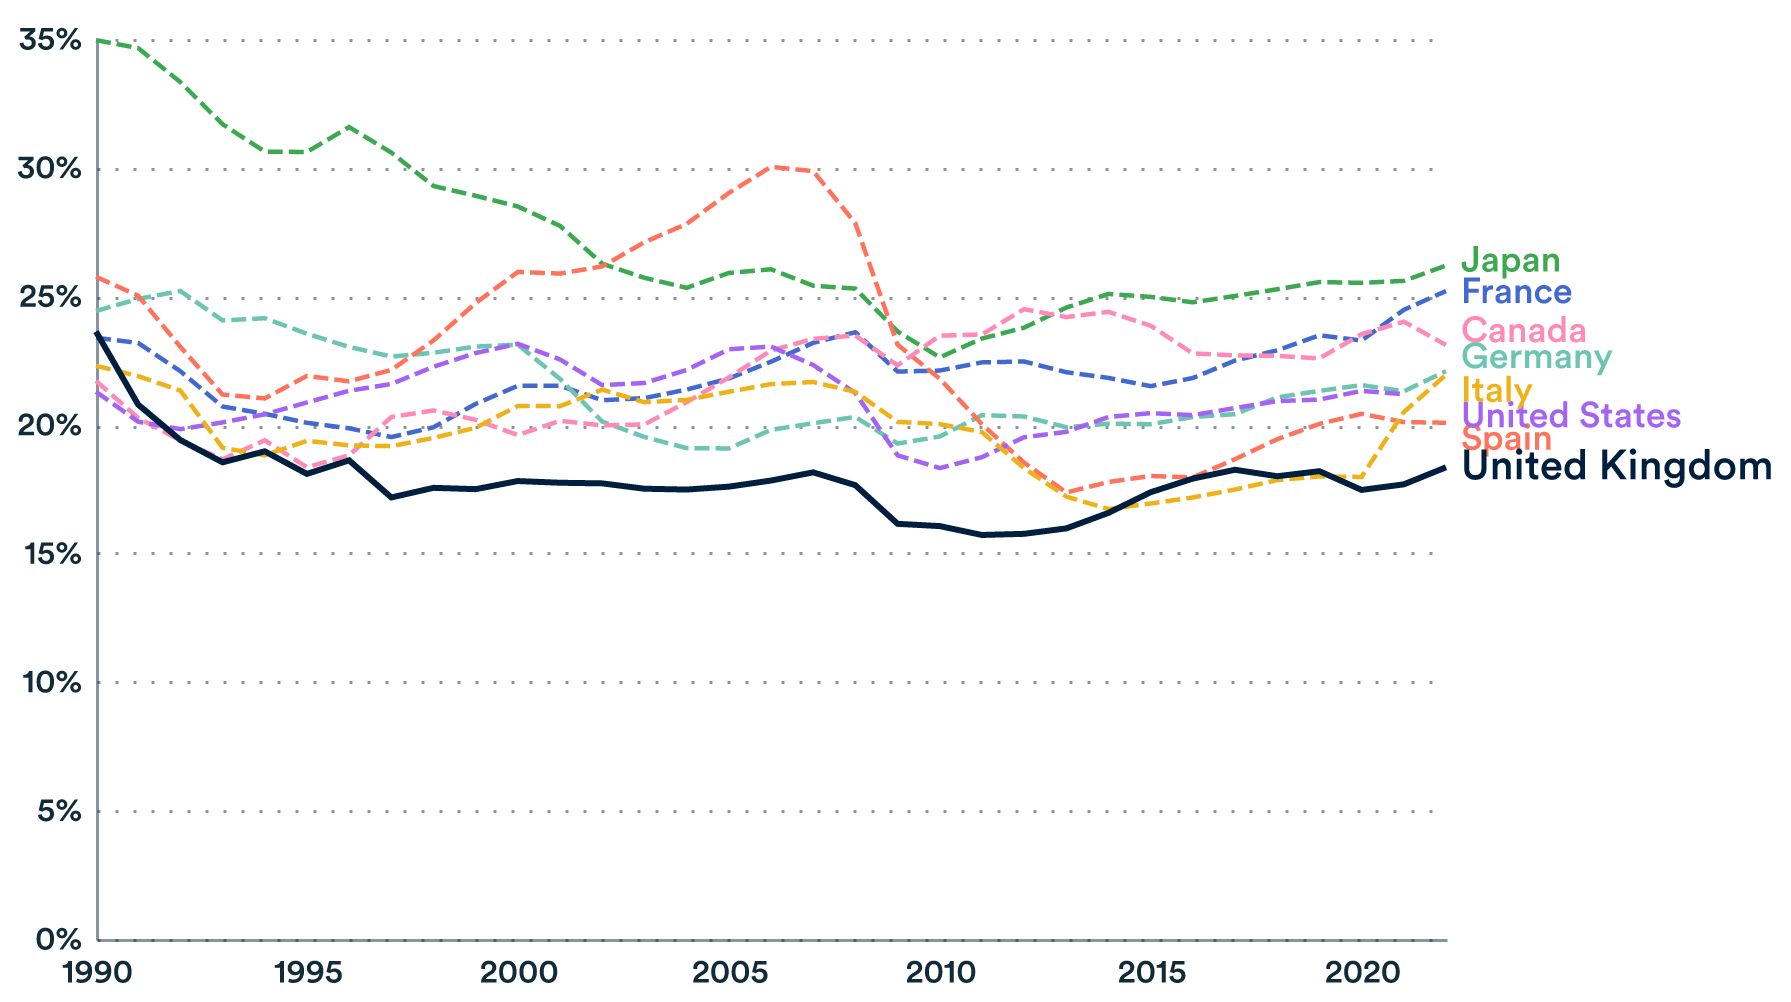 35%
30%
25%
20%
15%
10%
5%
0%
1990 1995 2000 2005 2010 2015 2020
Japan
France
Canada
Germany
Italy
United States
Spain
United Kingdom